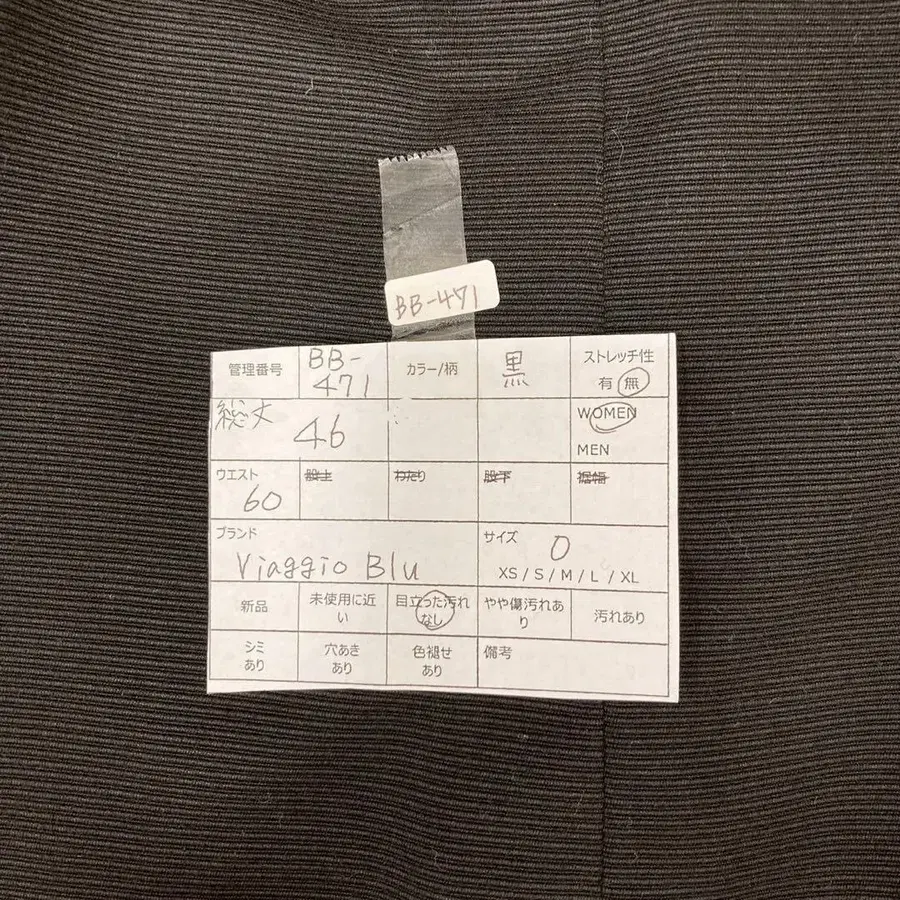 BB-471
管理番号 BB-471 カラー/柄 黒 ストレッチ性
有 無
総丈 46 WOMEN
MEN
ウエスト 60 股上 わたり 股下 裾幅
ブランド Viaggio Blu サイズ 0
XS / S / M / L / XL
新品 未使用に近い 目立った汚れなし やや傷汚れあり 汚れあり
シミあり 穴あきあり 色褪せあり 備考